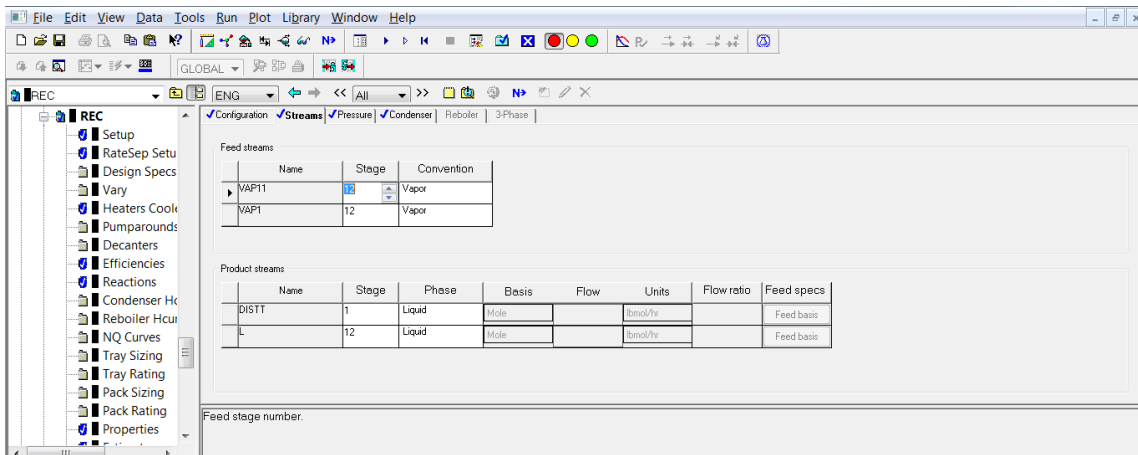 File Edit View Data Tools Run Plot Library Window Help
N»
GLOBAL
REC ENG << All >> N»
REC
Setup
RateSep Setu
Design Specs
Vary
Heaters Coole
Pumparounds
Decanters
Efficiencies
Reactions
Condenser Hc
Reboiler Hcur
NQ Curves
Tray Sizing
Tray Rating
Pack Sizing
Pack Rating
Properties
Configuration Streams Pressure Condenser Reboiler 3-Phase
Feed streams
Name Stage Convention
VAP11 12 Vapor
VAP1 12 Vapor
Product streams
Name Stage Phase Basis Flow Units Flow ratio Feed specs
DISTT 1 Liquid Mole lbmol/hr Feed basis
L 12 Liquid Mole lbmol/hr Feed basis
Feed stage number.